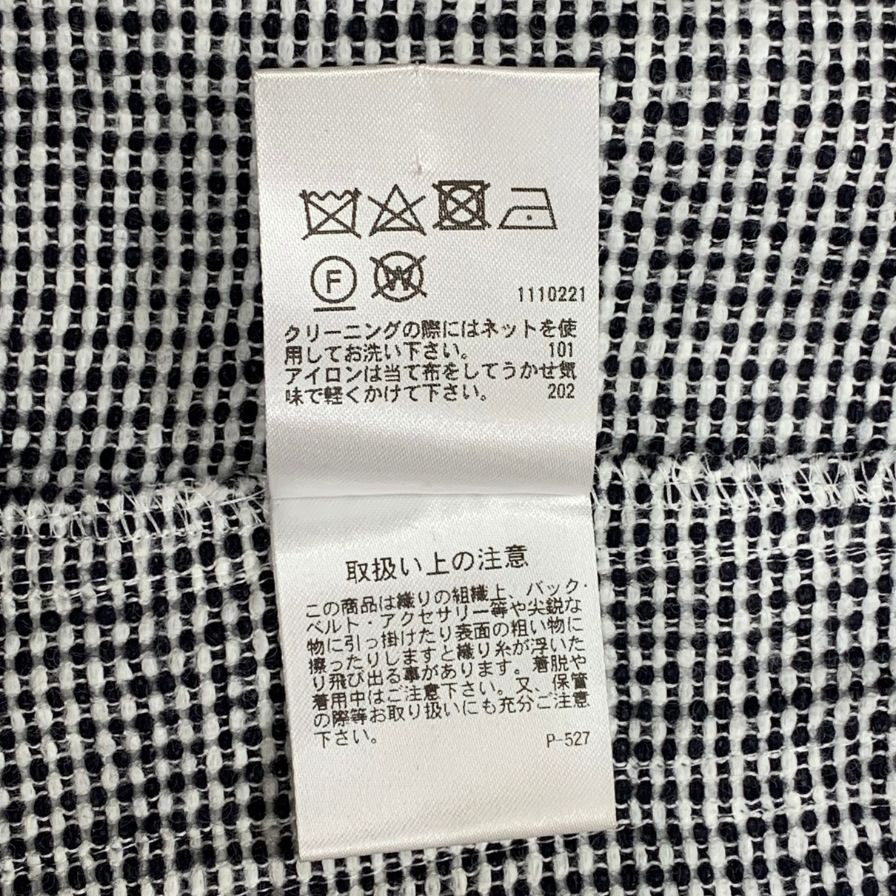 F W
1110221
クリーニングの際にはネットを使
用してお洗い下さい。 101
アイロンは当て布をしてうかせ気
味で軽くかけて下さい。 202
取扱い上の注意
この商品は織りの組織上、バック・
ベルト・アクセサリー等や尖鋭な
物に引っ掛けたり表面の粗い物に
擦ったりしますと織り糸が浮いた
り飛び出る事があります。着脱や
着用中はご注意下さい。又、保管
の際等お取り扱いにも充分ご注意
下さい。 P-527